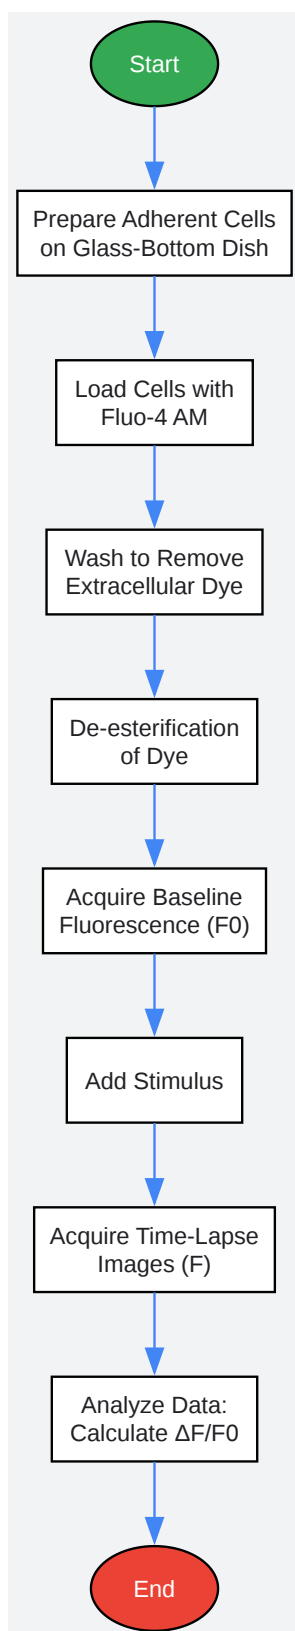 Start
Prepare Adherent Cells
on Glass-Bottom Dish
Load Cells with
Fluo-4 AM
Wash to Remove
Extracellular Dye
De-esterification
of Dye
Acquire Baseline
Fluorescence (F0)
Add Stimulus
Acquire Time-Lapse
Images (F)
Analyze Data:
Calculate ΔF/F0
End